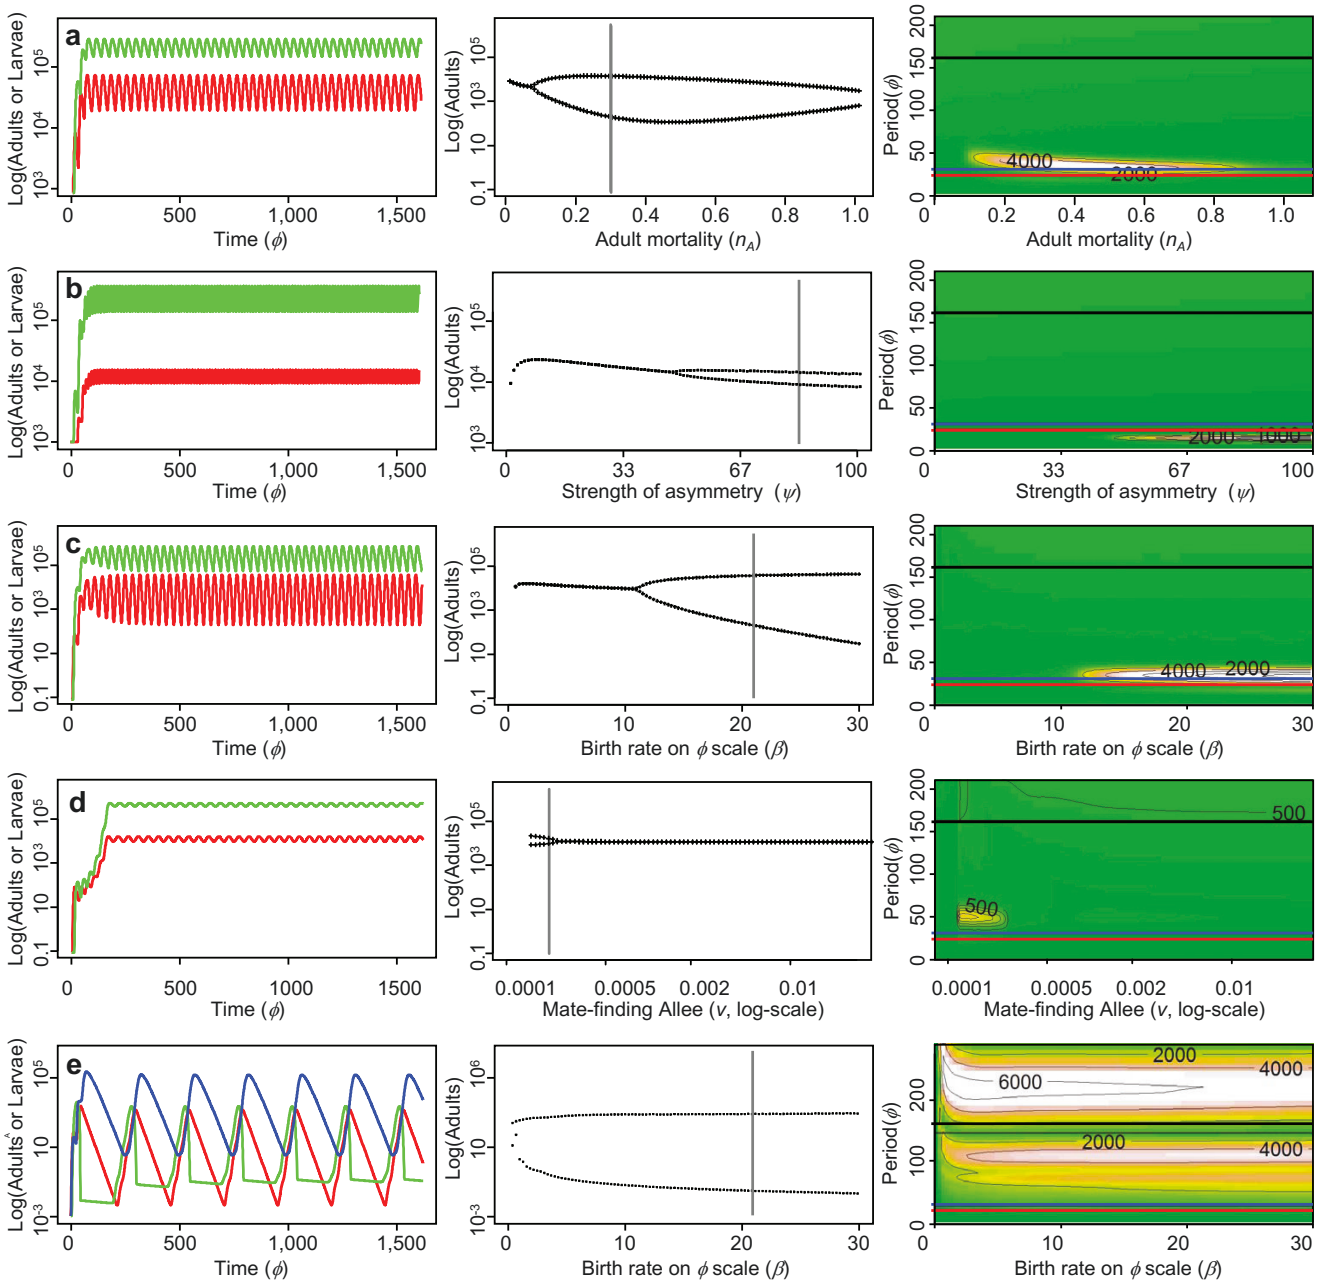 a
Log(Adults or Larvae)
10^5
10^4
10^3
0 500 1,000 1,500
Time (ϕ)
Log(Adults)
10^5
10^3
10
0.1
0 0.2 0.4 0.6 0.8 1.0
Adult mortality (n_A)
Period(ϕ)
200
150
100
50
0
4000
2000
0 0.2 0.4 0.6 0.8 1.0
Adult mortality (n_A)
b
Log(Adults or Larvae)
10^5
10^4
10^3
0 500 1,000 1,500
Time (ϕ)
Log(Adults)
10^5
10^4
10^3
0 33 67 100
Strength of asymmetry (ψ)
Period(ϕ)
200
150
100
50
0
2000 1000
0 33 67 100
Strength of asymmetry (ψ)
c
Log(Adults or Larvae)
10^5
10^3
10
0.1
0 500 1,000 1,500
Time (ϕ)
Log(Adults)
10^5
10^3
10
0.1
0 10 20 30
Birth rate on ϕ scale (β)
Period(ϕ)
200
150
100
50
0
4000 2000
0 10 20 30
Birth rate on ϕ scale (β)
d
Log(Adults or Larvae)
10^5
10^3
10
0.1
0 500 1,000 1500
Time (ϕ)
Log(Adults)
10^5
10^3
10
0.1
0.0001 0.0005 0.002 0.01
Mate-finding Allee (v, log-scale)
Period(ϕ)
200
150
100
50
0
500
500
0.0001 0.0005 0.002 0.01
Mate-finding Allee (v, log-scale)
e
Log(Adults^ or Larvae)
10^5
10
10^-3
0 500 1,000 1,500
Time (ϕ)
Log(Adults)
10^6
10
10^-3
0 10 20 30
Birth rate on ϕ scale (β)
Period(ϕ)
200
100
0
2000
4000
6000
2000
4000
0 10 20 30
Birth rate on ϕ scale (β)